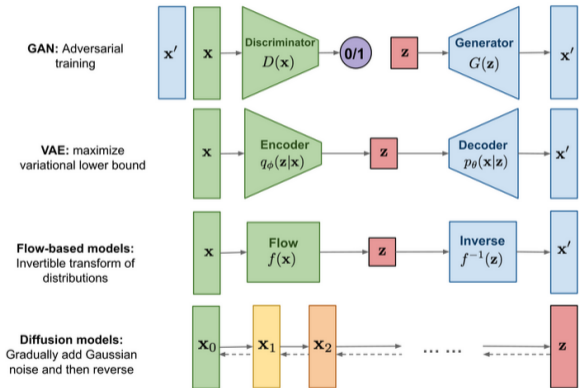 GAN: Adversarial
training
x′
x
Discriminator
D(x)
0/1
z
Generator
G(z)
x′
VAE: maximize
variational lower bound
x
Encoder
qϕ(z|x)
z
Decoder
pθ(x|z)
x′
Flow-based models:
Invertible transform of
distributions
x
Flow
f(x)
z
Inverse
f⁻¹(z)
x′
Diffusion models:
Gradually add Gaussian
noise and then reverse
x₀
x₁
x₂
... ...
z